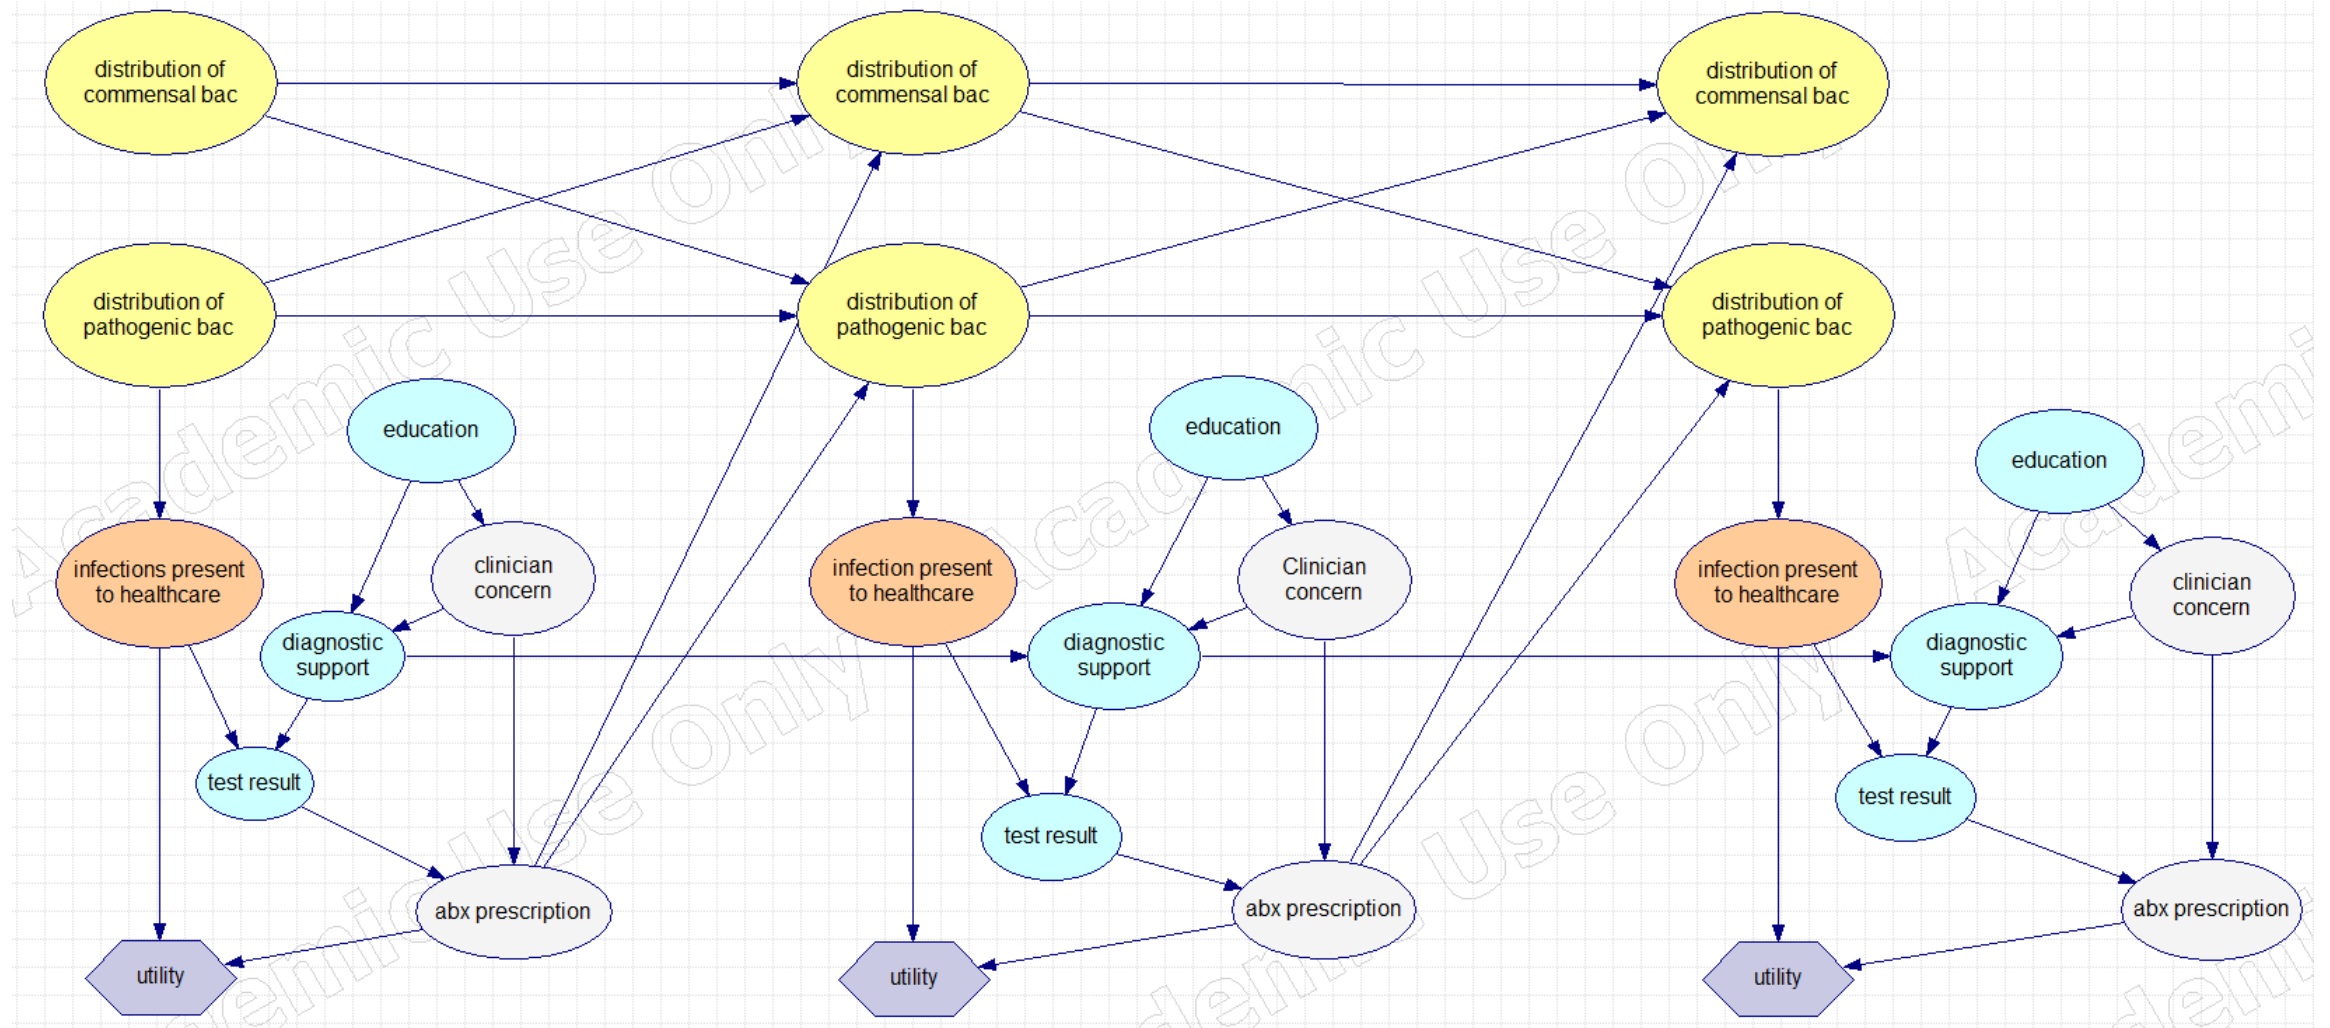 distribution of
commensal bac
distribution of
commensal bac
distribution of
commensal bac
distribution of
pathogenic bac
distribution of
pathogenic bac
distribution of
pathogenic bac
education
education
education
infections present
to healthcare
clinician
concern
infection present
to healthcare
Clinician
concern
infection present
to healthcare
clinician
concern
diagnostic
support
diagnostic
support
diagnostic
support
test result
test result
test result
abx prescription
abx prescription
abx prescription
utility
utility
utility
Academic Use Only
Academic Use Only